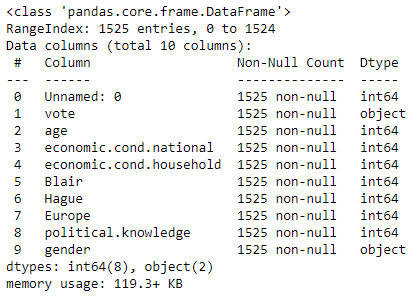 <class 'pandas.core.frame.DataFrame'>
RangeIndex: 1525 entries, 0 to 1524
Data columns (total 10 columns):
 #   Column                   Non-Null Count  Dtype
---  ------                   --------------  -----
 0   Unnamed: 0               1525 non-null   int64
 1   vote                     1525 non-null   object
 2   age                      1525 non-null   int64
 3   economic.cond.national   1525 non-null   int64
 4   economic.cond.household  1525 non-null   int64
 5   Blair                    1525 non-null   int64
 6   Hague                    1525 non-null   int64
 7   Europe                   1525 non-null   int64
 8   political.knowledge      1525 non-null   int64
 9   gender                   1525 non-null   object
dtypes: int64(8), object(2)
memory usage: 119.3+ KB